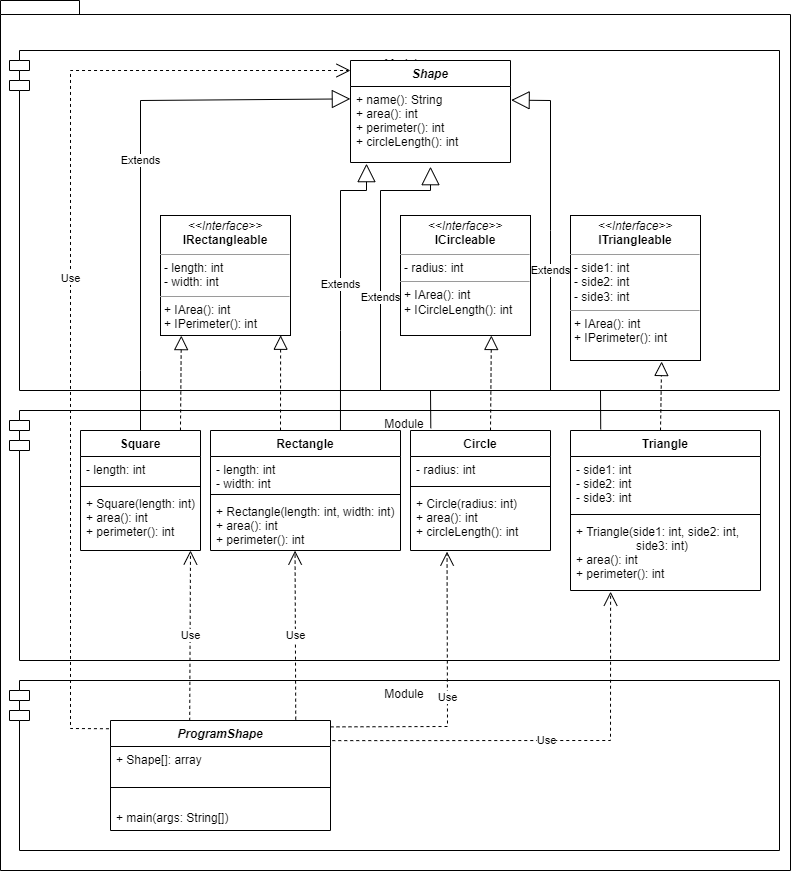 Shape
+ name(): String
+ area(): int
+ perimeter(): int
+ circleLength(): int
Extends
<<Interface>>
IRectangleable
- length: int
- width: int
+ IArea(): int
+ IPerimeter(): int
<<Interface>>
ICircleable
- radius: int
+ IArea(): int
+ ICircleLength(): int
<<Interface>>
ITriangleable
- side1: int
- side2: int
- side3: int
+ IArea(): int
+ IPerimeter(): int
Use
Extends
Extends
Extends
Module
Square
- length: int
+ Square(length: int)
+ area(): int
+ perimeter(): int
Rectangle
- length: int
- width: int
+ Rectangle(length: int, width: int)
+ area(): int
+ perimeter(): int
Circle
- radius: int
+ Circle(radius: int)
+ area(): int
+ circleLength(): int
Triangle
- side1: int
- side2: int
- side3: int
+ Triangle(side1: int, side2: int,
side3: int)
+ area(): int
+ perimeter(): int
Use
Use
Module
Use
Use
ProgramShape
+ Shape[]: array
+ main(args: String[])